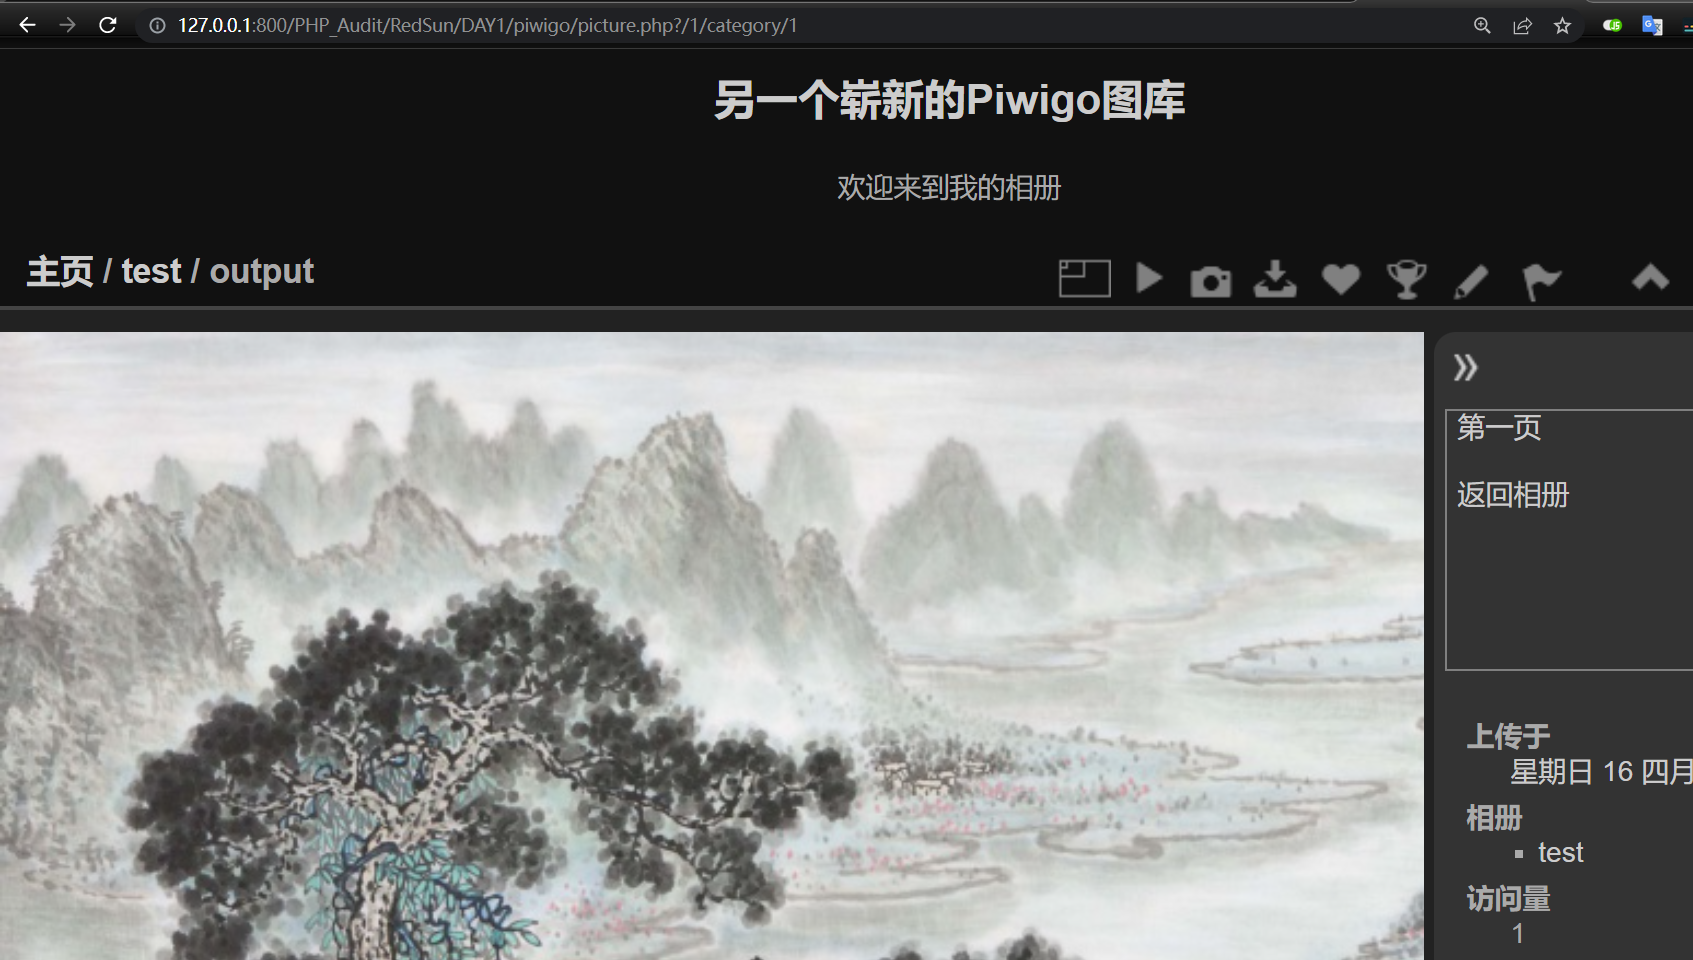 127.0.0.1:800/PHP_Audit/RedSun/DAY1/piwigo/picture.php?/1/category/1
另一个崭新的Piwigo图库
欢迎来到我的相册
主页 / test / output
第一页
返回相册
上传于
星期日 16 四月
相册
test
访问量
1